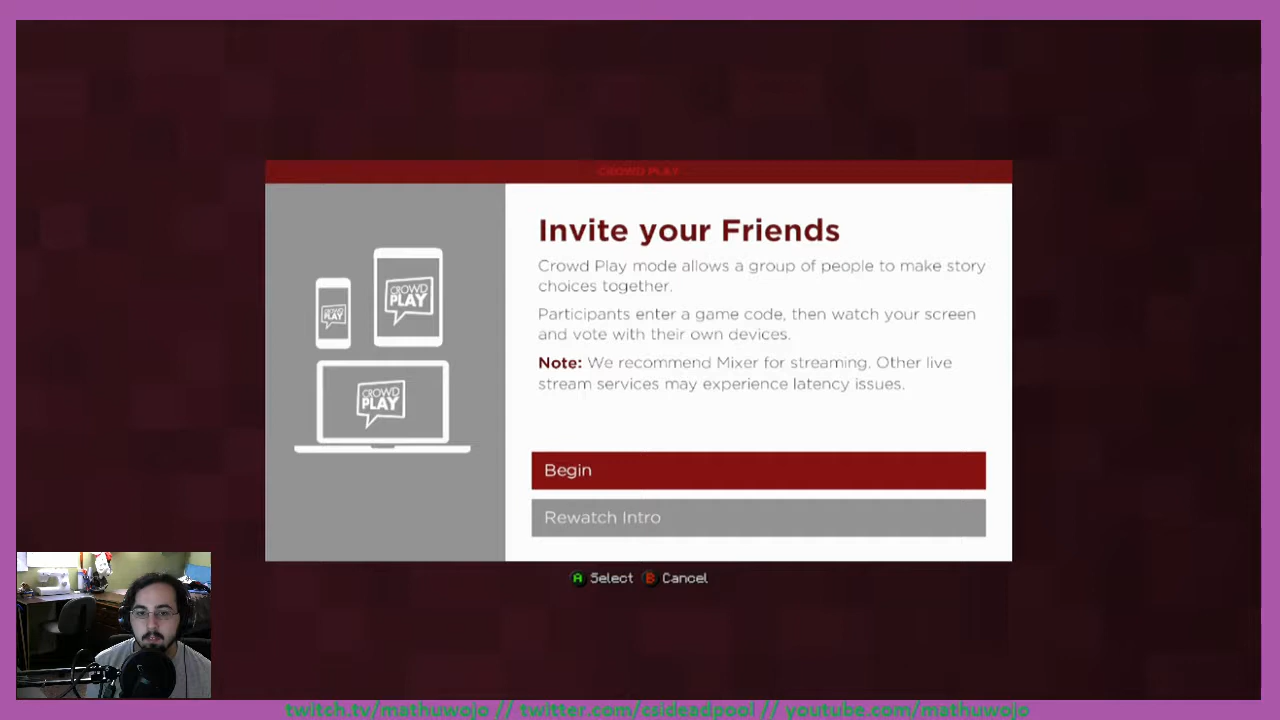 CROWD PLAY
Invite your Friends
Crowd Play mode allows a group of people to make story
choices together.
Participants enter a game code, then watch your screen
and vote with their own devices.
Note: We recommend Mixer for streaming. Other live
stream services may experience latency issues.
CROWD
PLAY
CROWD
PLAY
CROWD
PLAY
Begin
Rewatch Intro
A Select B Cancel
twitch.tv/mathuwojo // twitter.com/csideadpool // youtube.com/mathuwojo